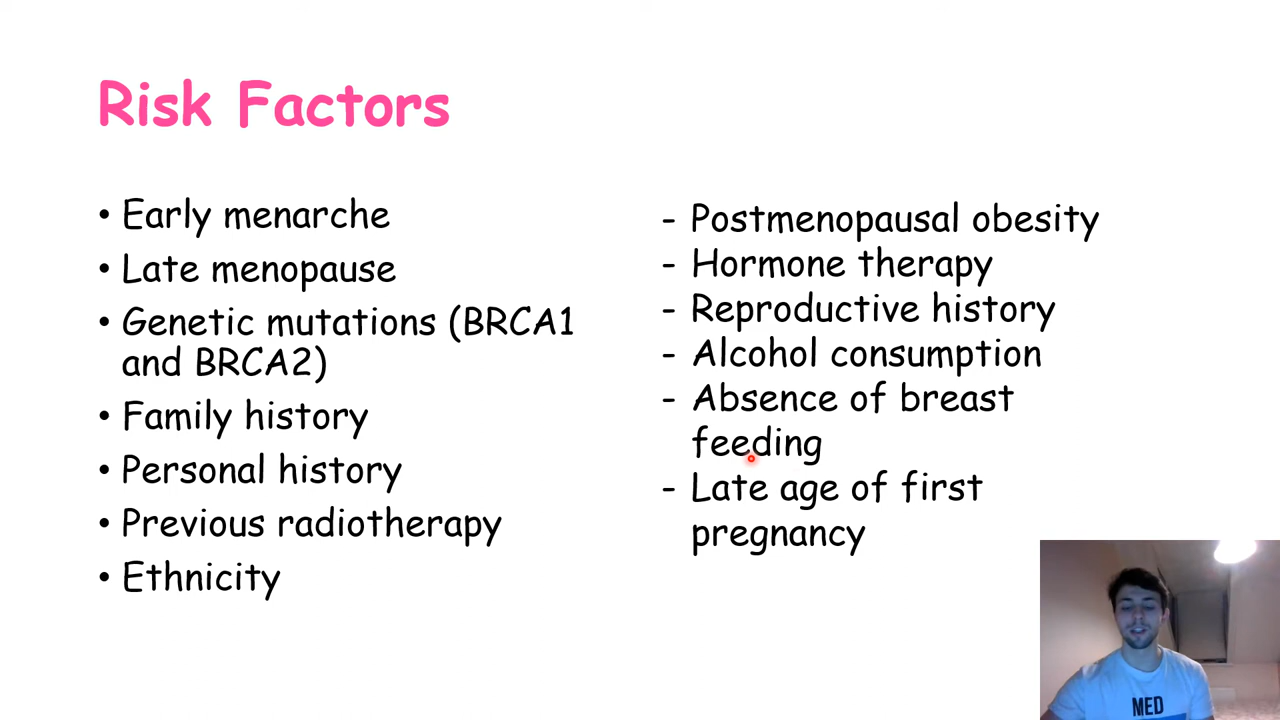 Risk Factors
• Early menarche
• Late menopause
• Genetic mutations (BRCA1
and BRCA2)
• Family history
• Personal history
• Previous radiotherapy
• Ethnicity
- Postmenopausal obesity
- Hormone therapy
- Reproductive history
- Alcohol consumption
- Absence of breast
feeding
- Late age of first
pregnancy
MED